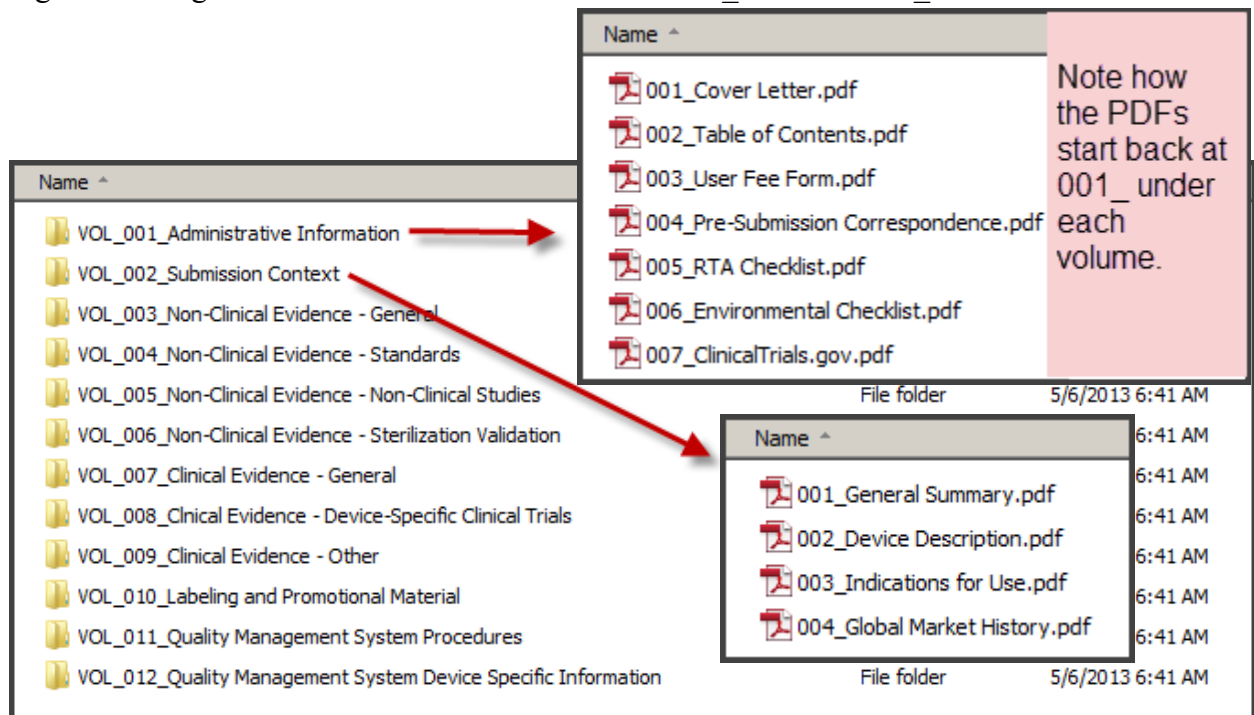 Name
001_Cover Letter.pdf
002_Table of Contents.pdf
003_User Fee Form.pdf
004_Pre-Submission Correspondence.pdf
005_RTA Checklist.pdf
006_Environmental Checklist.pdf
007_ClinicalTrials.gov.pdf
Note how
the PDFs
start back at
001_ under
each
volume.
Name
VOL_001_Administrative Information
VOL_002_Submission Context
VOL_003_Non-Clinical Evidence - General
VOL_004_Non-Clinical Evidence - Standards
VOL_005_Non-Clinical Evidence - Non-Clinical Studies File folder 5/6/2013 6:41 AM
VOL_006_Non-Clinical Evidence - Sterilization Validation 6:41 AM
VOL_007_Clinical Evidence - General 6:41 AM
VOL_008_Clnical Evidence - Device-Specific Clinical Trials 6:41 AM
VOL_009_Clinical Evidence - Other 6:41 AM
VOL_010_Labeling and Promotional Material 6:41 AM
VOL_011_Quality Management System Procedures 6:41 AM
VOL_012_Quality Management System Device Specific Information File folder 5/6/2013 6:41 AM
Name
001_General Summary.pdf
002_Device Description.pdf
003_Indications for Use.pdf
004_Global Market History.pdf